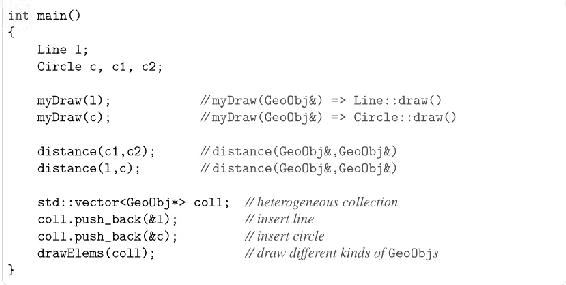 int main()
{
Line l;
Circle c, c1, c2;
myDraw(l); //myDraw(GeoObj&) => Line::draw()
myDraw(c); //myDraw(GeoObj&) => Circle::draw()
distance(c1,c2); //distance(GeoObj&,GeoObj&)
distance(l,c); //distance(GeoObj&,GeoObj&)
std::vector<GeoObj*> coll; // heterogeneous collection
coll.push_back(&l); // insert line
coll.push_back(&c); // insert circle
drawElems(coll); // draw different kinds of GeoObjs
}